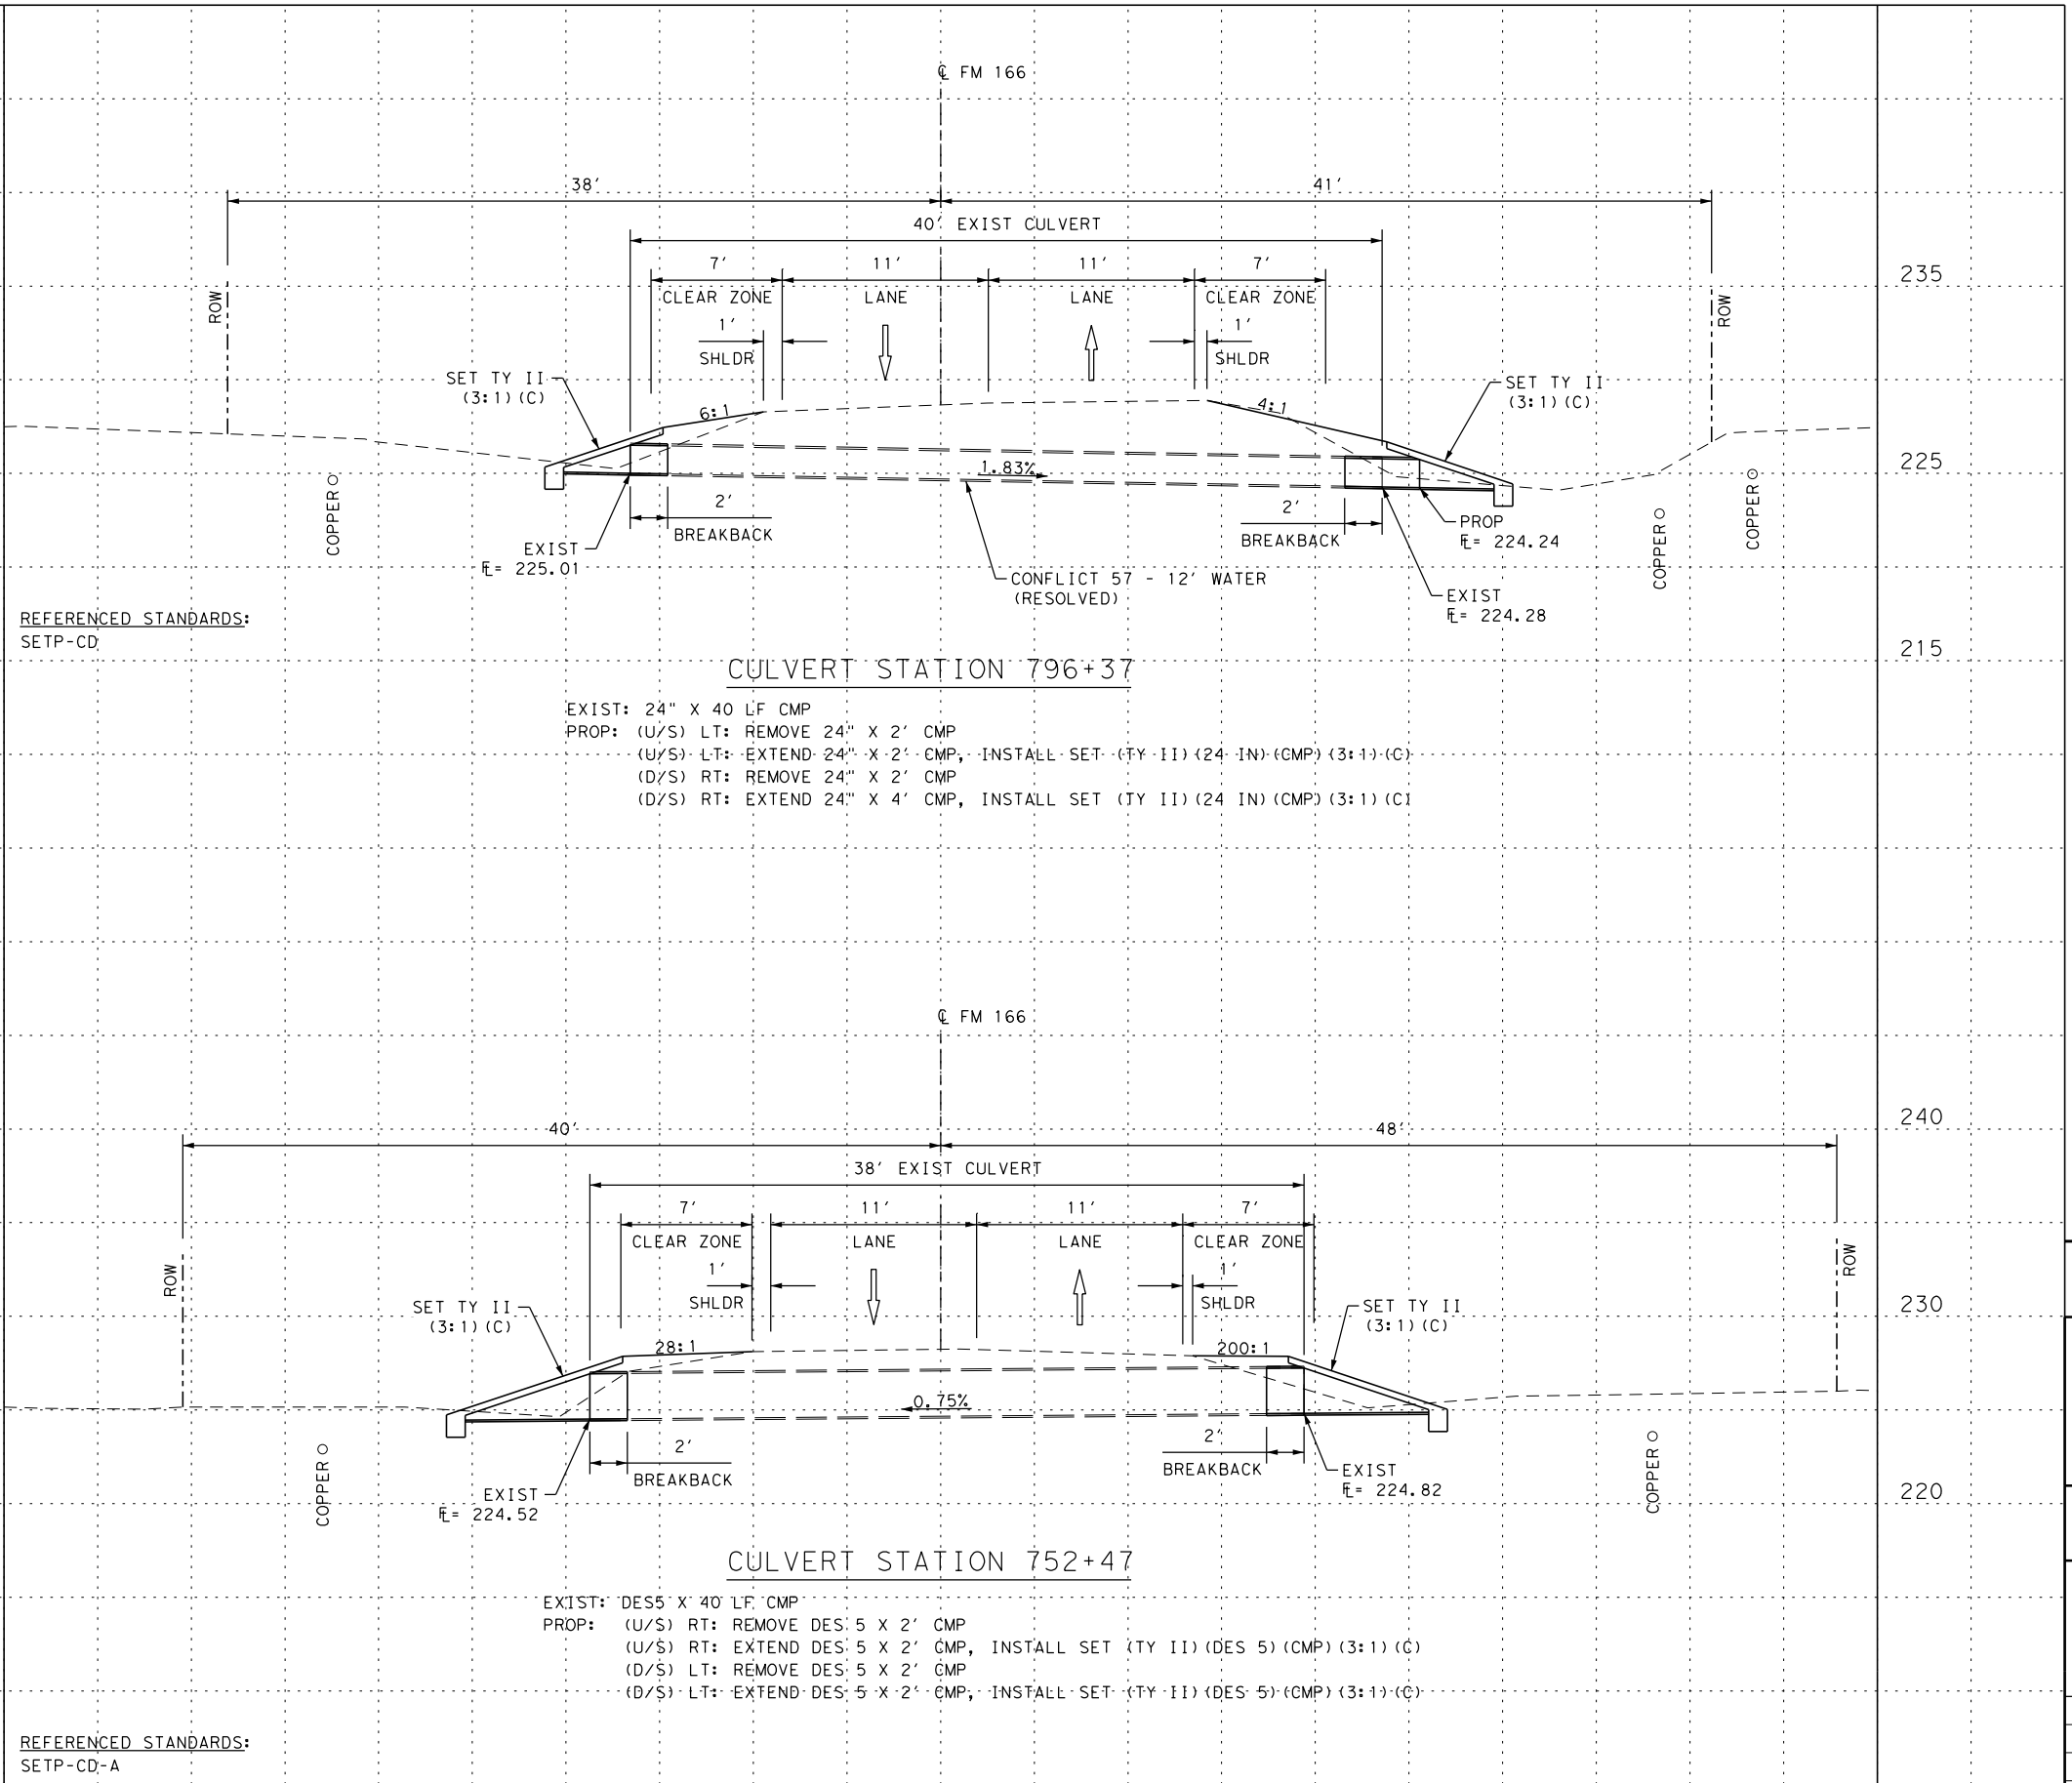 ℄ FM 166
38'
41'
40' EXIST CULVERT
7'
11'
11'
7'
235
CLEAR ZONE
LANE
LANE
CLEAR ZONE
ROW
ROW
1'
1'
SHLDR
SHLDR
SET TY II
(3:1)(C)
SET TY II
(3:1)(C)
6:1
4:1
225
1.83%
COPPER
COPPER
COPPER
2'
BREAKBACK
2'
BREAKBACK
PROP
FL= 224.24
EXIST
FL= 225.01
CONFLICT 57 - 12' WATER
(RESOLVED)
EXIST
FL= 224.28
REFERENCED STANDARDS:
SETP-CD
215
CULVERT STATION 796+37
EXIST: 24" X 40 LF CMP
PROP: (U/S) LT: REMOVE 24" X 2' CMP
(U/S) LT: EXTEND 24" X 2' CMP, INSTALL SET (TY II)(24 IN)(CMP)(3:1)(C)
(D/S) RT: REMOVE 24" X 2' CMP
(D/S) RT: EXTEND 24" X 4' CMP, INSTALL SET (TY II)(24 IN)(CMP)(3:1)(C)
℄ FM 166
240
40'
48'
38' EXIST CULVERT
7'
11'
11'
7'
CLEAR ZONE
LANE
LANE
CLEAR ZONE
ROW
ROW
1'
1'
SHLDR
SHLDR
230
SET TY II
(3:1)(C)
SET TY II
(3:1)(C)
28:1
200:1
0.75%
COPPER
COPPER
2'
BREAKBACK
2'
BREAKBACK
EXIST
FL= 224.52
EXIST
FL= 224.82
220
CULVERT STATION 752+47
EXIST: DES5 X 40 LF CMP
PROP: (U/S) RT: REMOVE DES 5 X 2' CMP
(U/S) RT: EXTEND DES 5 X 2' CMP, INSTALL SET (TY II)(DES 5)(CMP)(3:1)(C)
(D/S) LT: REMOVE DES 5 X 2' CMP
(D/S) LT: EXTEND DES 5 X 2' CMP, INSTALL SET (TY II)(DES 5)(CMP)(3:1)(C)
REFERENCED STANDARDS:
SETP-CD-A